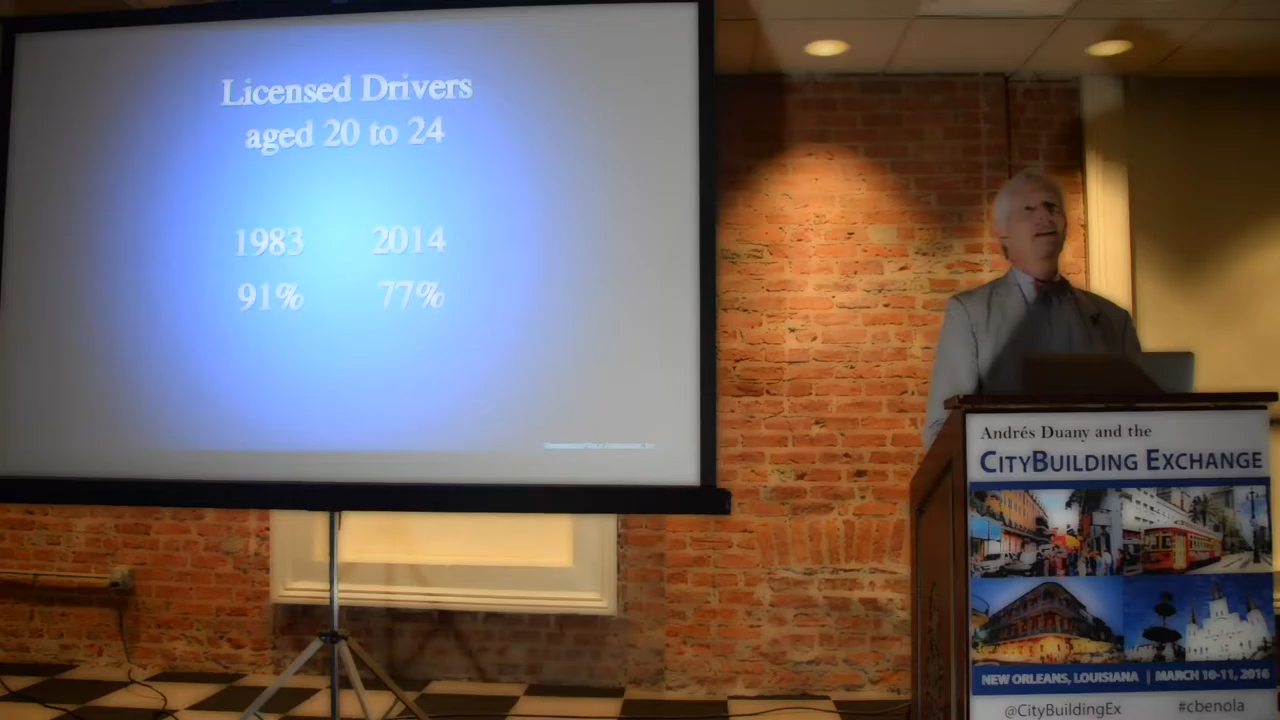 Licensed Drivers
aged 20 to 24
1983 2014
91% 77%
Andrés Duany and the
CITYBUILDING EXCHANGE
NEW ORLEANS, LOUISIANA | MARCH 10-11, 2016
@CityBuildingEx #cbenola